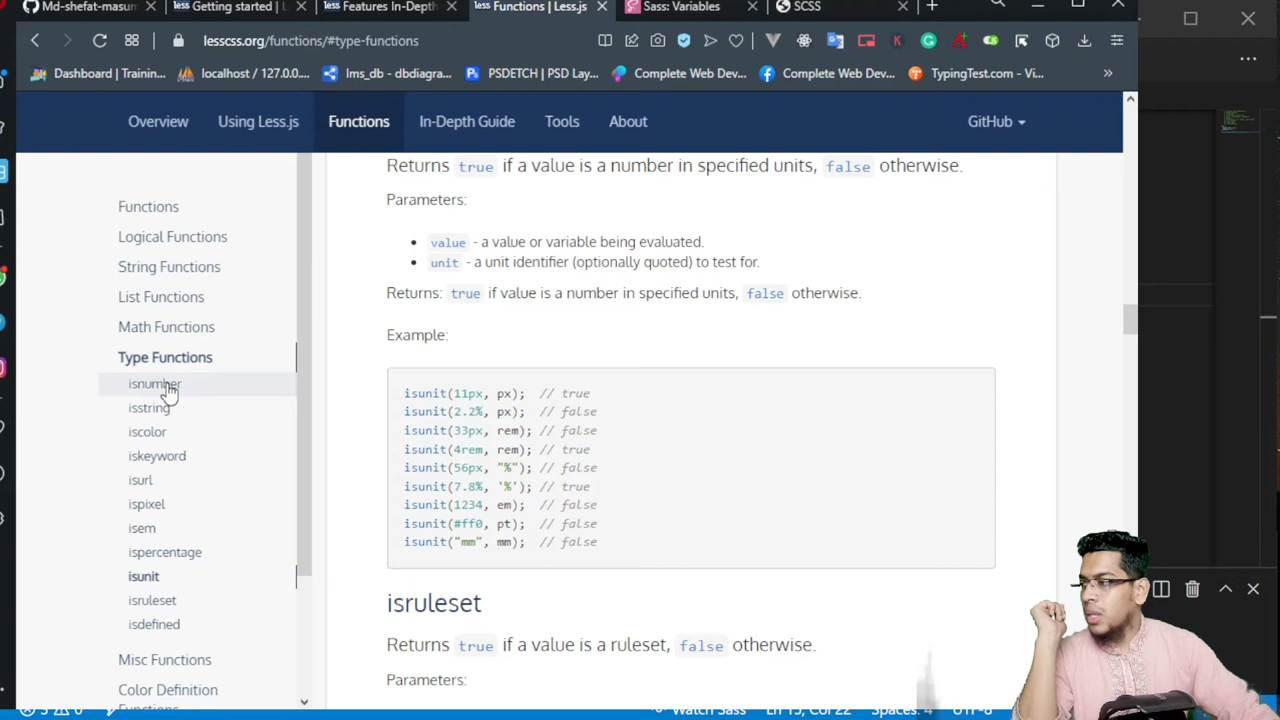 Md-shefat-masum/
Getting started |
Features In-Depth
Functions | Less.js
Sass: Variables
SCSS
lesscss.org/functions/#type-functions
Dashboard | Trainin...
localhost / 127.0.0....
lms_db - dbdiagra...
PSDETCH | PSD Lay...
Complete Web Dev...
Complete Web Dev...
TypingTest.com - Vi...
Overview
Using Less.js
Functions
In-Depth Guide
Tools
About
GitHub
Functions
Logical Functions
String Functions
List Functions
Math Functions
Type Functions
isnumber
isstring
iscolor
iskeyword
isurl
ispixel
isem
ispercentage
isunit
isruleset
isdefined
Misc Functions
Color Definition
Functions
Returns true if a value is a number in specified units, false otherwise.
Parameters:
value - a value or variable being evaluated.
unit - a unit identifier (optionally quoted) to test for.
Returns: true if value is a number in specified units, false otherwise.
Example:
isunit(11px, px); // true
isunit(2.2%, px); // false
isunit(33px, rem); // false
isunit(4rem, rem); // true
isunit(56px, "%"); // false
isunit(7.8%, '%'); // true
isunit(1234, em); // false
isunit(#ff0, pt); // false
isunit("mm", mm); // false
isruleset
Returns true if a value is a ruleset, false otherwise.
Parameters:
Watch Sass
Ln 15, Col 22
Spaces: 4
UTF-8